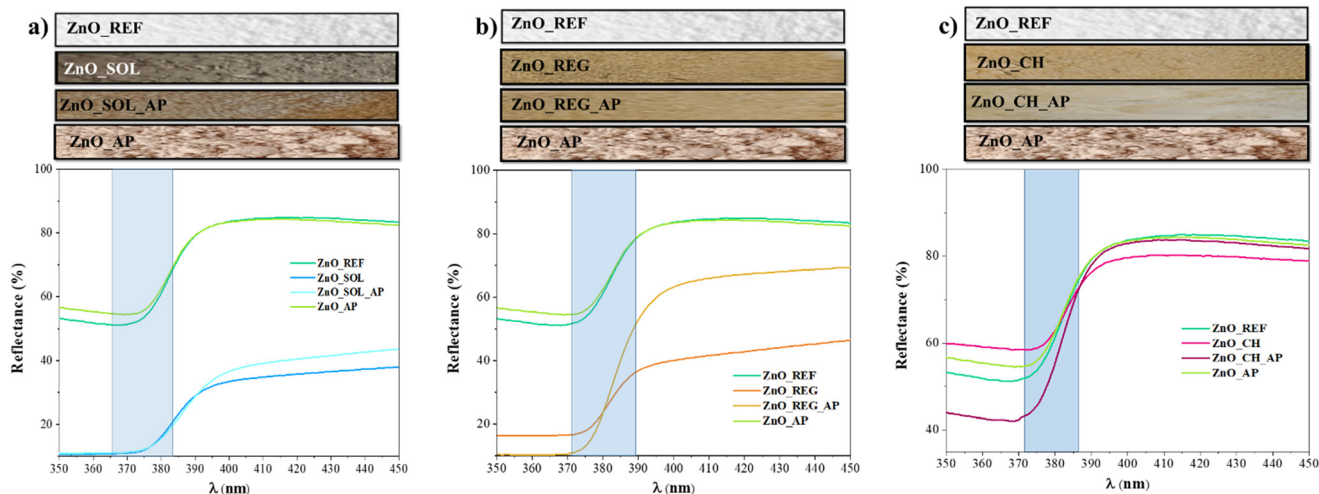 a)
ZnO_REF
ZnO_SOL
ZnO_SOL_AP
ZnO_AP
100
80
60
40
20
Reflectance (%)
ZnO_REF
ZnO_SOL
ZnO_SOL_AP
ZnO_AP
350 360 370 380 390 400 410 420 430 440 450
λ (nm)
b)
ZnO_REF
ZnO_REG
ZnO_REG_AP
ZnO_AP
100
80
60
40
20
Reflectance (%)
ZnO_REF
ZnO_REG
ZnO_REG_AP
ZnO_AP
350 360 370 380 390 400 410 420 430 440 450
λ (nm)
c)
ZnO_REF
ZnO_CH
ZnO_CH_AP
ZnO_AP
100
80
60
40
Reflectance (%)
ZnO_REF
ZnO_CH
ZnO_CH_AP
ZnO_AP
350 360 370 380 390 400 410 420 430 440 450
λ (nm)